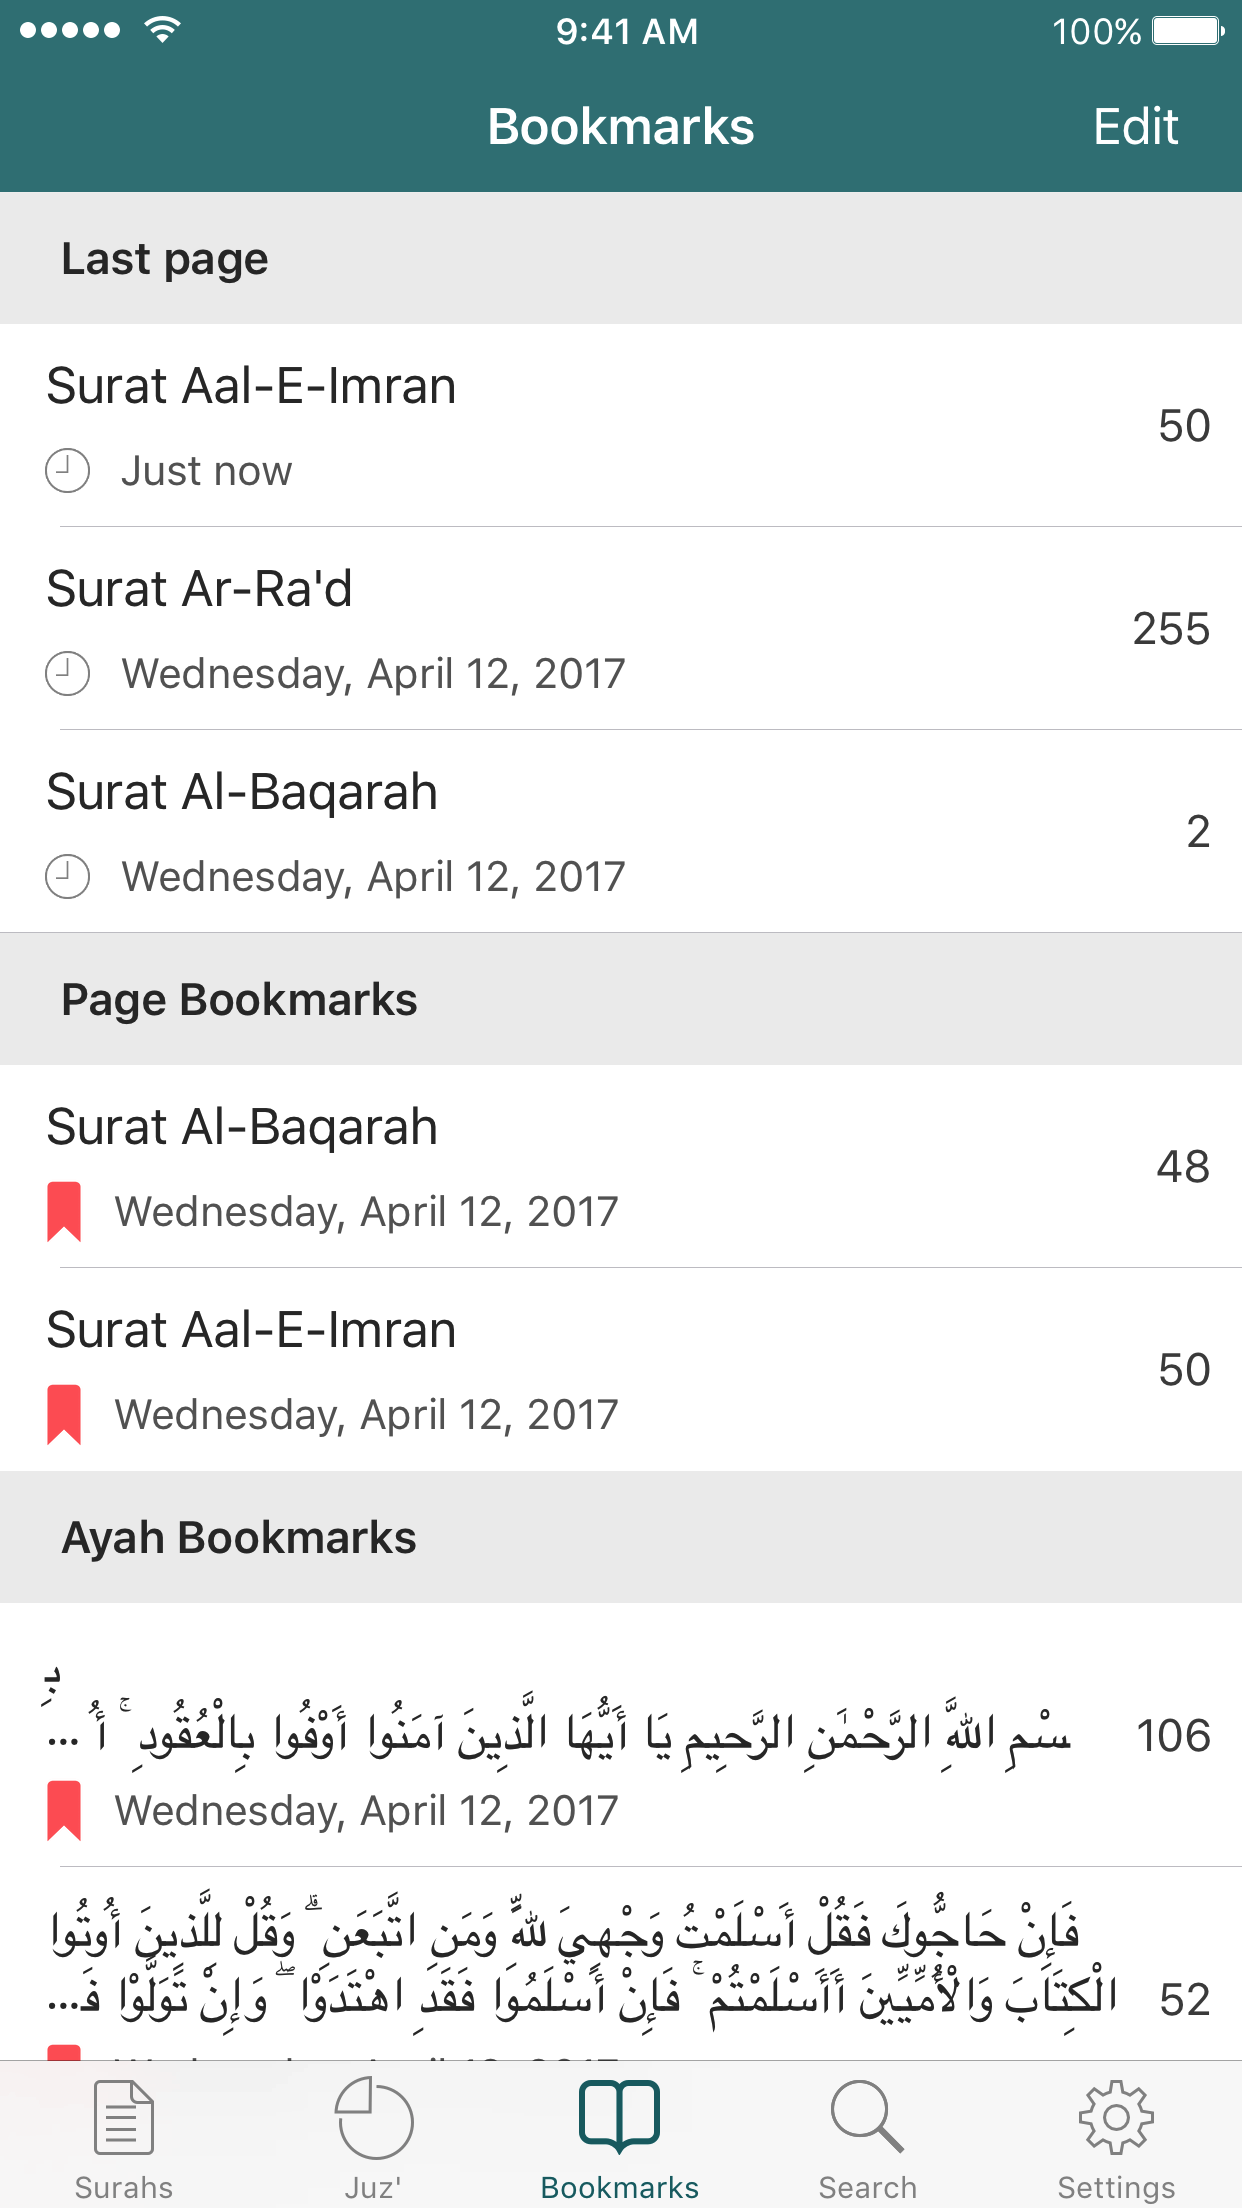 9:41 AM 100%
Bookmarks Edit
Last page
Surat Aal-E-Imran
50
Just now
Surat Ar-Ra'd
255
Wednesday, April 12, 2017
Surat Al-Baqarah
2
Wednesday, April 12, 2017
Page Bookmarks
Surat Al-Baqarah
48
Wednesday, April 12, 2017
Surat Aal-E-Imran
50
Wednesday, April 12, 2017
Ayah Bookmarks
بِ
سْمِ اللَّهِ الرَّحْمَٰنِ الرَّحِيمِ يَا أَيُّهَا الَّذِينَ آمَنُوا أَوْفُوا بِالْعُقُودِ ۚ أُ...
106
Wednesday, April 12, 2017
فَإِنْ حَاجُّوكَ فَقُلْ أَسْلَمْتُ وَجْهِيَ لِلَّهِ وَمَنِ اتَّبَعَنِ ۗ وَقُلْ لِلَّذِينَ أُوتُوا
الْكِتَابَ وَالْأُمِّيِّينَ أَأَسْلَمْتُمْ ۚ فَإِنْ أَسْلَمُوا فَقَدِ اهْتَدَوْا ۖ وَإِنْ تَوَلَّوْا فَـ...
52
Surahs Juz' Bookmarks Search Settings